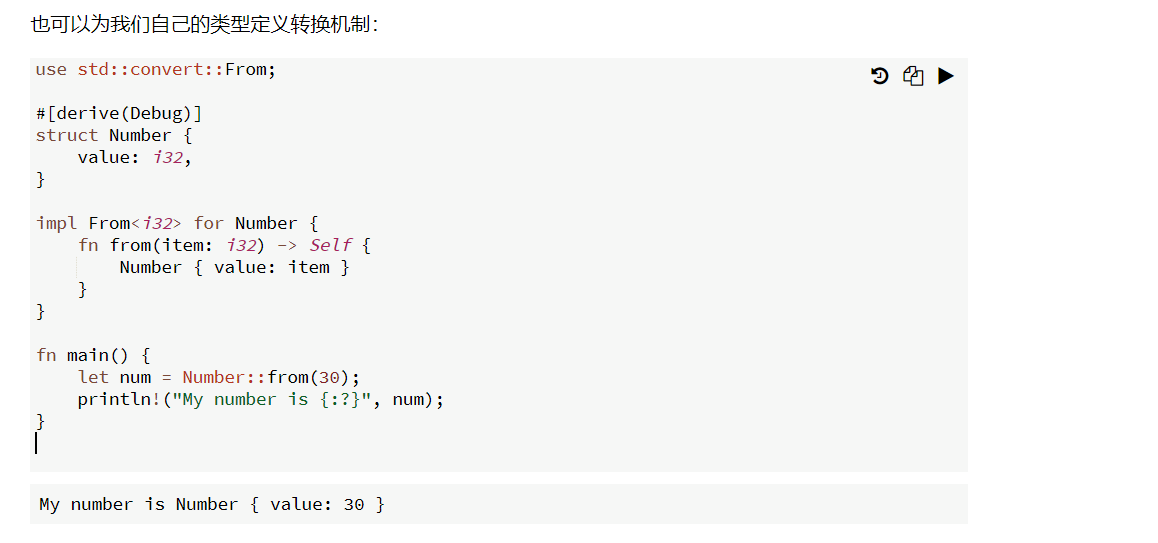 也可以为我们自己的类型定义转换机制：
use std::convert::From;
#[derive(Debug)]
struct Number {
    value: i32,
}
impl From<i32> for Number {
    fn from(item: i32) -> Self {
        Number { value: item }
    }
}
fn main() {
    let num = Number::from(30);
    println!("My number is {:?}", num);
}
My number is Number { value: 30 }